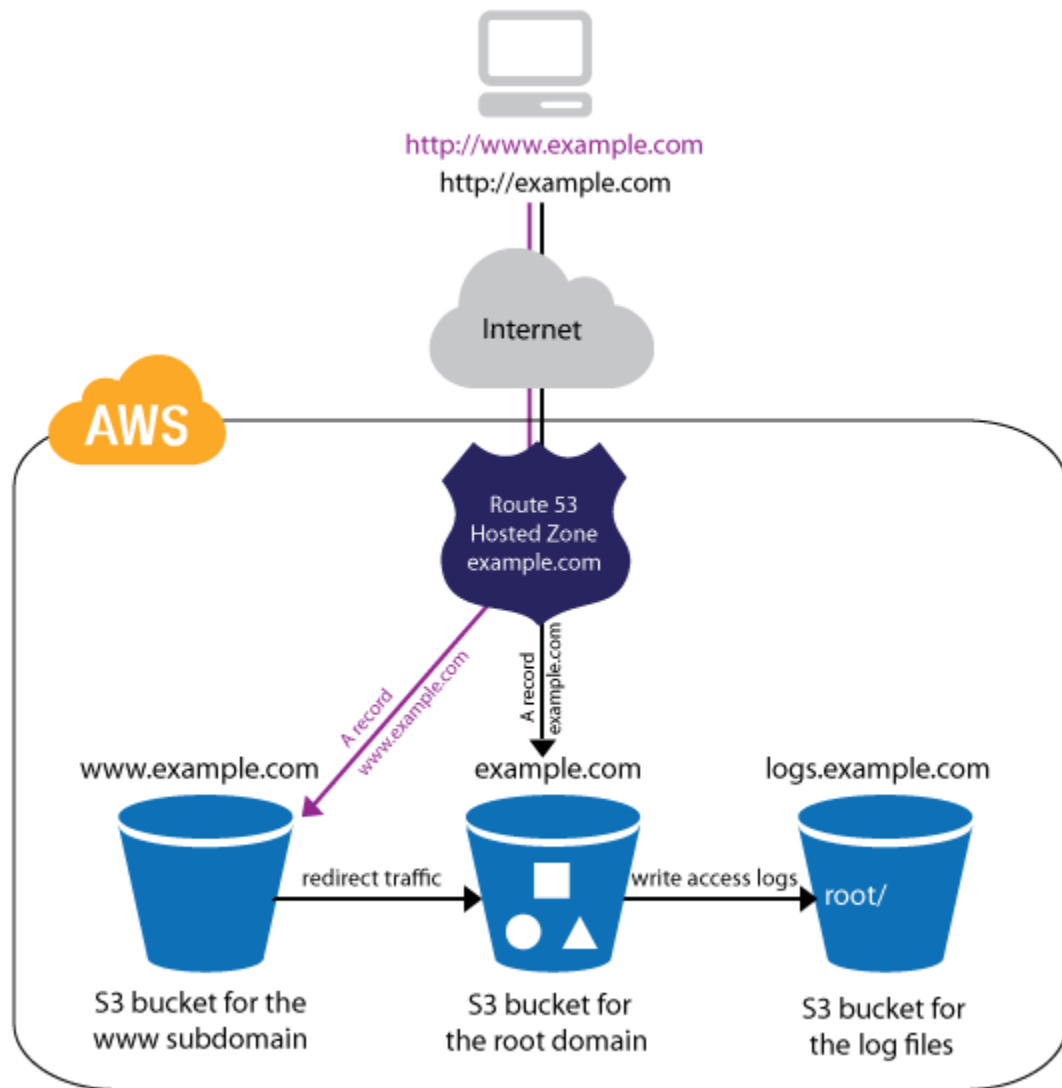 http://www.example.com
http://example.com
Internet
AWS
Route 53
Hosted Zone
example.com
A record
www.example.com
A record
example.com
www.example.com
example.com
logs.example.com
redirect traffic
write access logs
root/
S3 bucket for the
www subdomain
S3 bucket for
the root domain
S3 bucket for
the log files